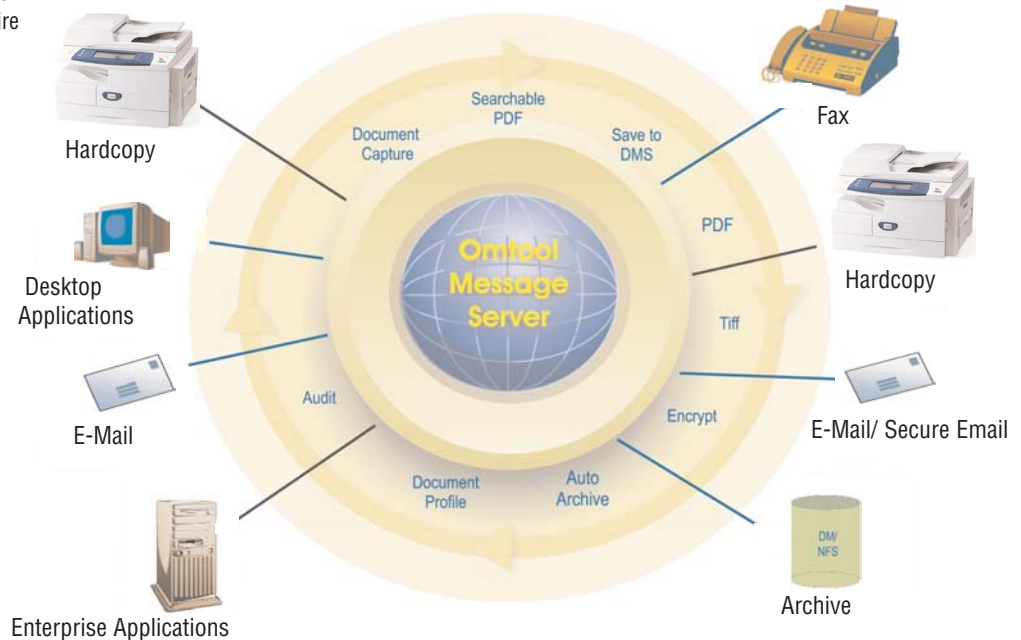 ire
Hardcopy
Desktop
Applications
E-Mail
Enterprise Applications
Searchable
PDF
Document
Capture
Save to
DMS
PDF
Tiff
Encrypt
Auto
Archive
Document
Profile
Audit
Omtool
Message
Server
Fax
Hardcopy
E-Mail/ Secure Email
DM/
NFS
Archive